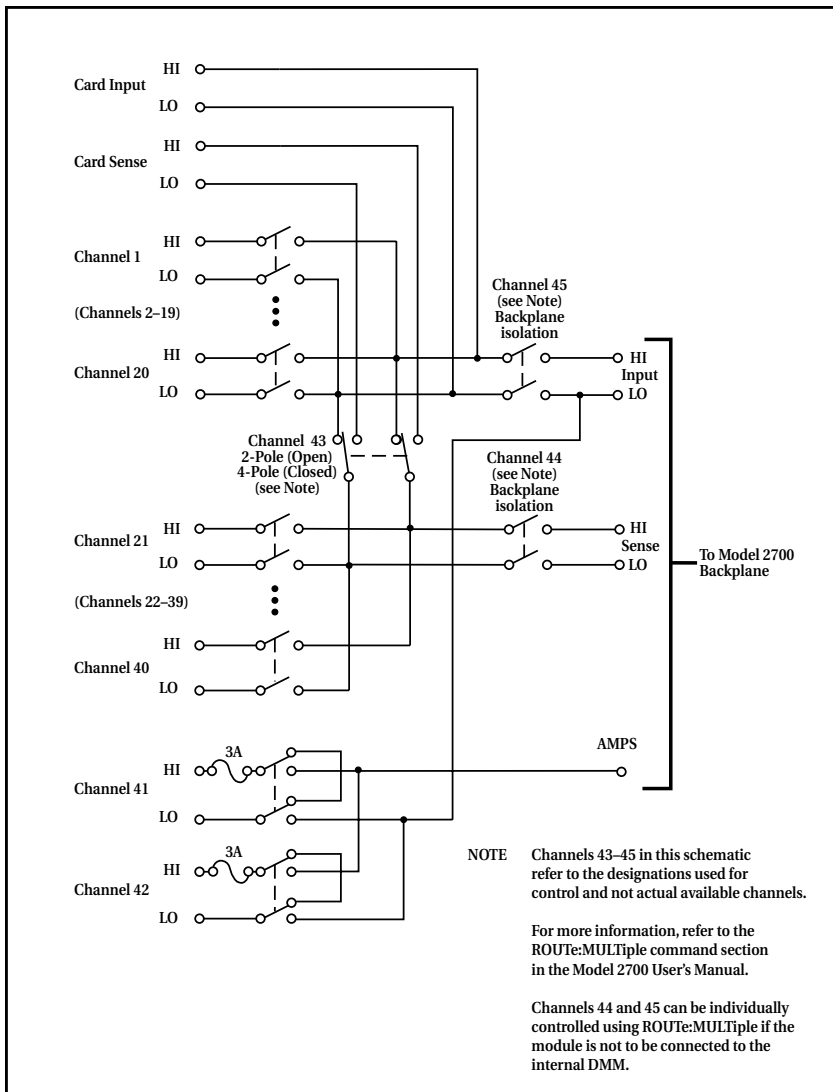 HI
Card Input
LO
HI
Card Sense
LO
HI
Channel 1
LO
(Channels 2–19)
HI
Channel 20
LO
Channel 45
(see Note)
Backplane
isolation
HI
Input
LO
Channel 43
2-Pole (Open)
4-Pole (Closed)
(see Note)
Channel 44
(see Note)
Backplane
isolation
HI
Channel 21
LO
(Channels 22–39)
HI
Sense
LO
To Model 2700
Backplane
HI
Channel 40
LO
AMPS
3A
HI
Channel 41
LO
3A
HI
Channel 42
LO
NOTE Channels 43–45 in this schematic
refer to the designations used for
control and not actual available channels.
For more information, refer to the
ROUTe:MULTiple command section
in the Model 2700 User's Manual.
Channels 44 and 45 can be individually
controlled using ROUTe:MULTiple if the
module is not to be connected to the
internal DMM.